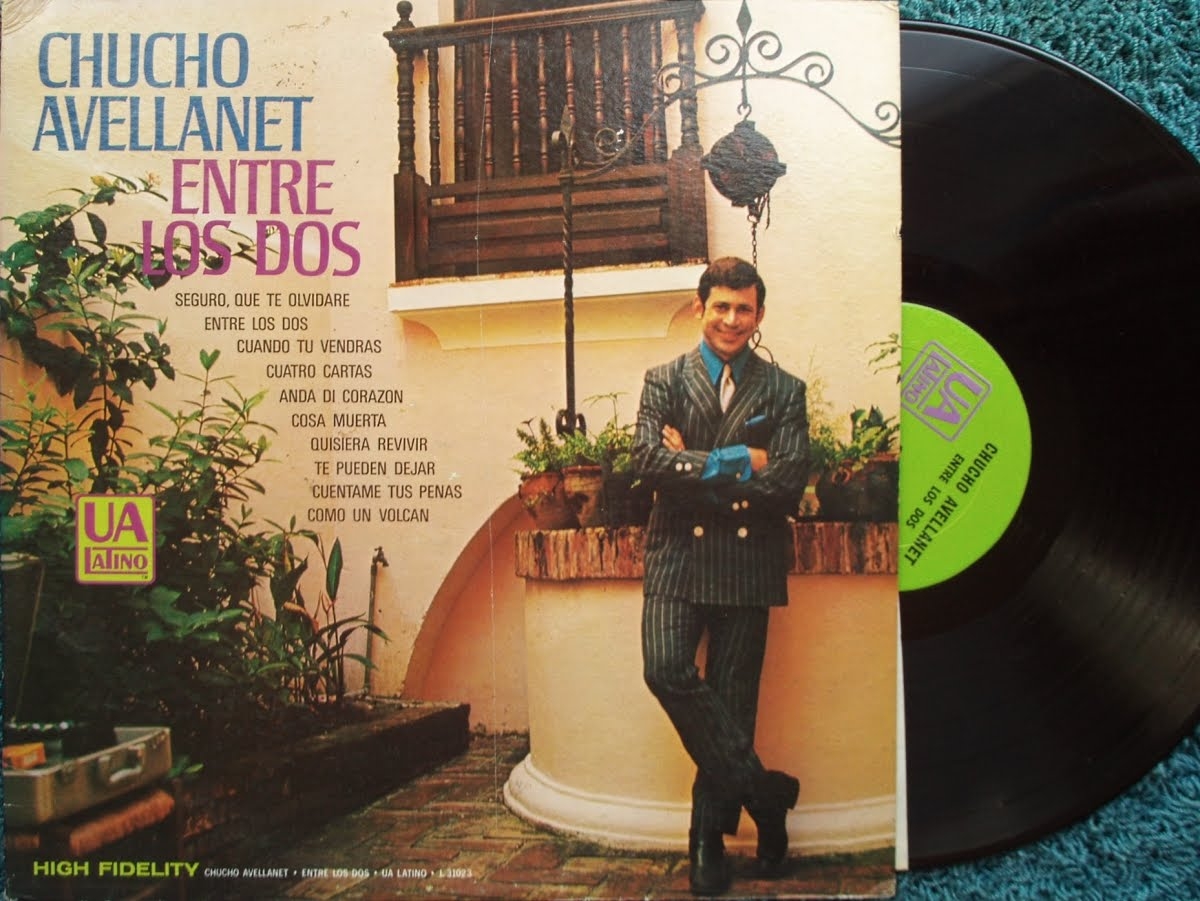 CHUCHO
AVELLANET
ENTRE
LOS DOS
SEGURO, QUE TE OLVIDARE
ENTRE LOS DOS
CUANDO TU VENDRAS
CUATRO CARTAS
ANDA DI CORAZON
COSA MUERTA
QUISIERA REVIVIR
TE PUEDEN DEJAR
CUENTAME TUS PENAS
COMO UN VOLCAN
UA
LATINO
TM
HIGH FIDELITY CHUCHO AVELLANET • ENTRE LOS DOS • UA LATINO • L 31023
UA
LATINO
CHUCHO AVELLANET
ENTRE LOS DOS